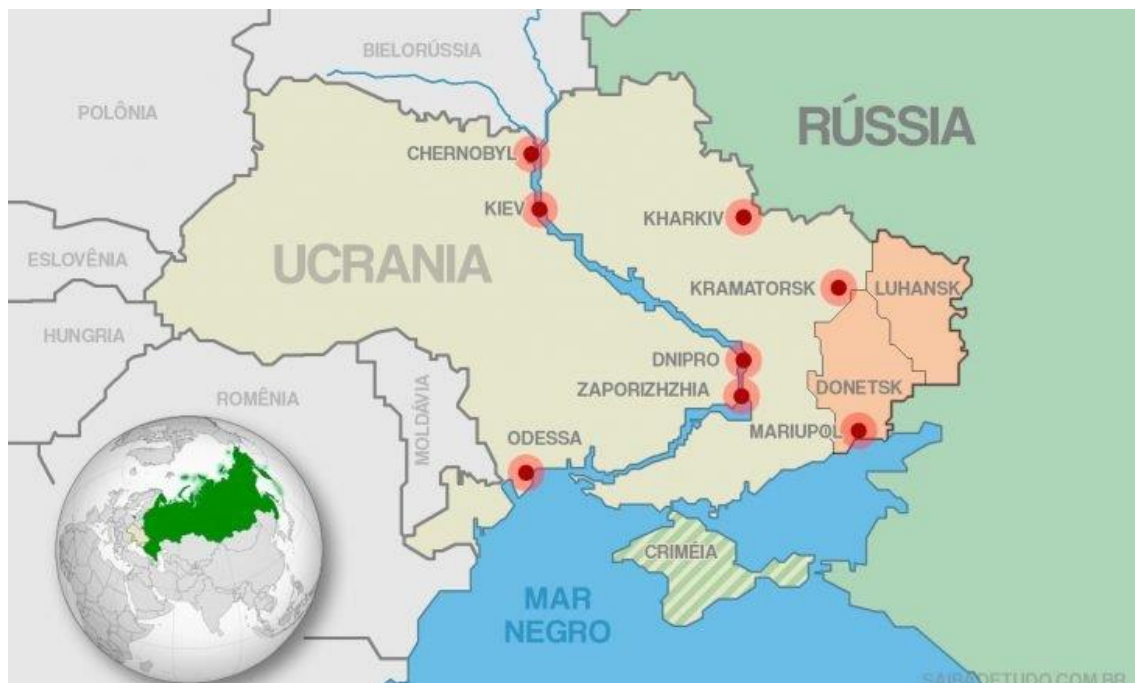 BIELORÚSSIA
POLÔNIA
RÚSSIA
CHERNOBYL
KIEV
KHARKIV
ESLOVÊNIA
UCRANIA
KRAMATORSK
LUHANSK
HUNGRIA
DNIPRO
ZAPORIZHZHIA
DONETSK
ROMÊNIA
MOLDÁVIA
MARIUPOL
ODESSA
CRIMÉIA
MAR
NEGRO
SAIBADETUDO.COM.BR